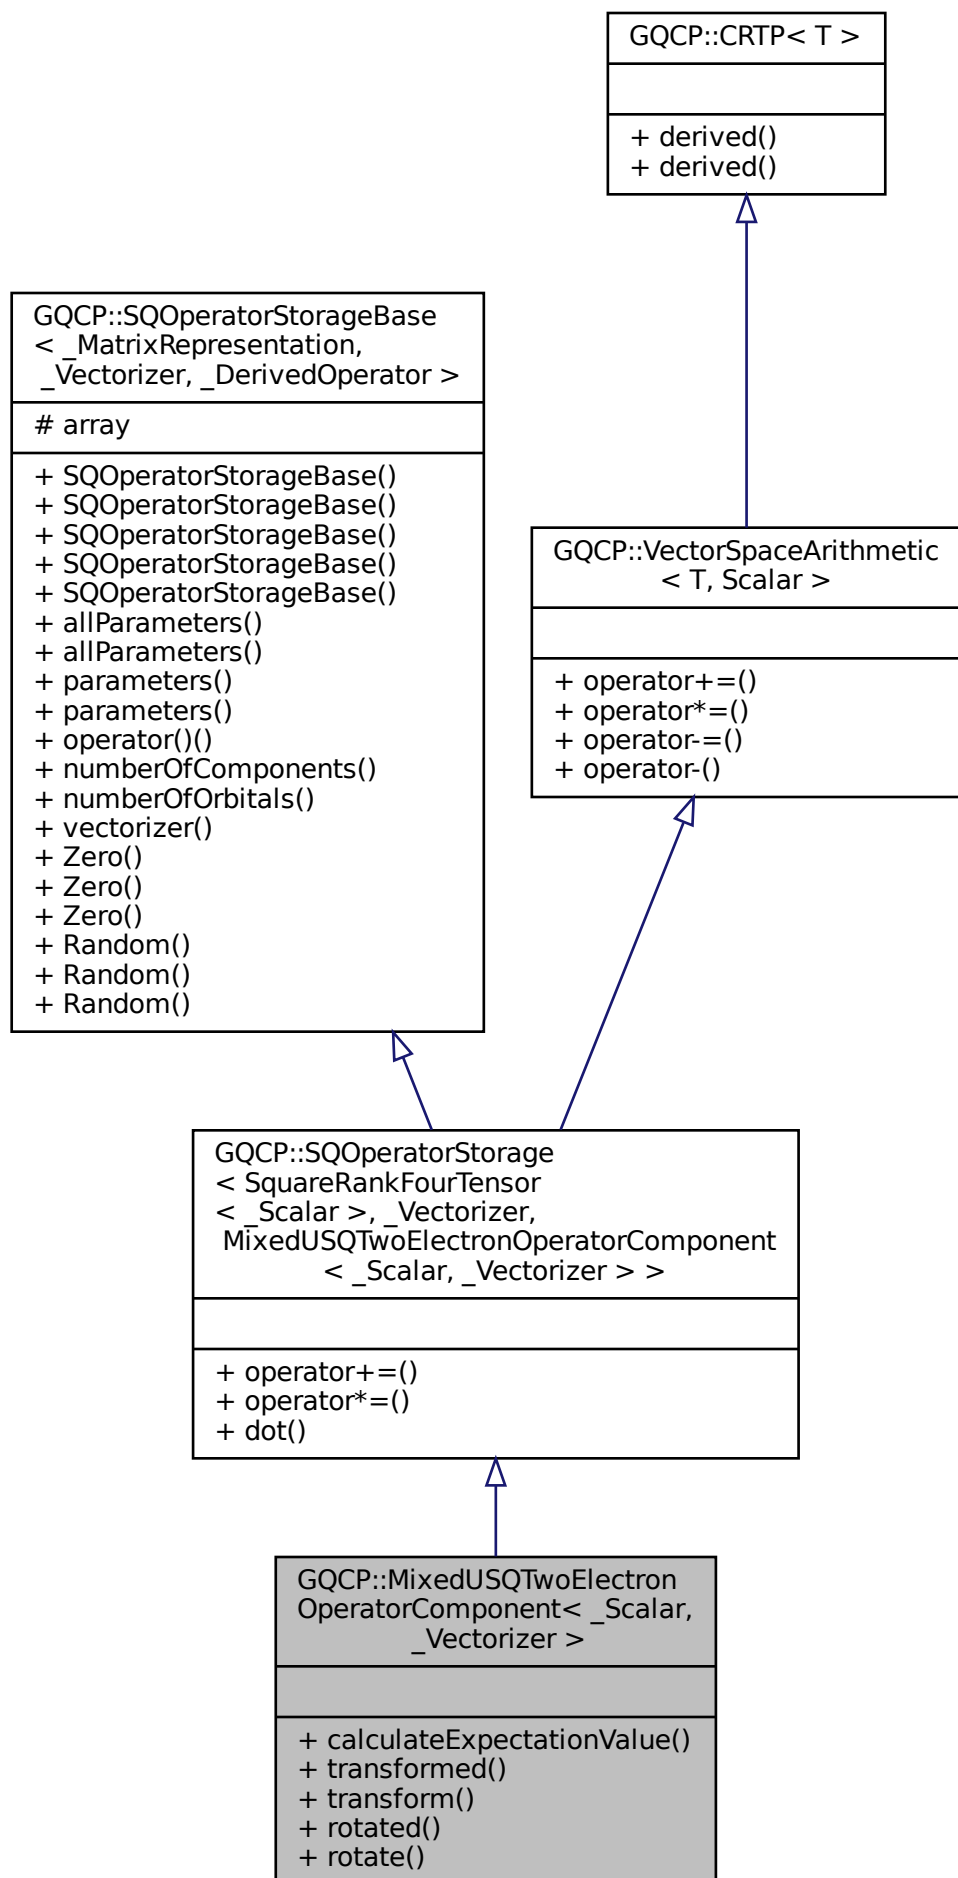 GQCP::CRTP< T >
+ derived()
+ derived()
GQCP::SQOperatorStorageBase
< _MatrixRepresentation,
_Vectorizer, _DerivedOperator >
# array
+ SQOperatorStorageBase()
+ SQOperatorStorageBase()
+ SQOperatorStorageBase()
+ SQOperatorStorageBase()
+ SQOperatorStorageBase()
+ allParameters()
+ allParameters()
+ parameters()
+ parameters()
+ operator()()
+ numberOfComponents()
+ numberOfOrbitals()
+ vectorizer()
+ Zero()
+ Zero()
+ Zero()
+ Random()
+ Random()
+ Random()
GQCP::VectorSpaceArithmetic
< T, Scalar >
+ operator+=()
+ operator*=()
+ operator-=()
+ operator-()
GQCP::SQOperatorStorage
< SquareRankFourTensor
< _Scalar >, _Vectorizer,
MixedUSQTwoElectronOperatorComponent
< _Scalar, _Vectorizer > >
+ operator+=()
+ operator*=()
+ dot()
GQCP::MixedUSQTwoElectron
OperatorComponent< _Scalar,
_Vectorizer >
+ calculateExpectationValue()
+ transformed()
+ transform()
+ rotated()
+ rotate()